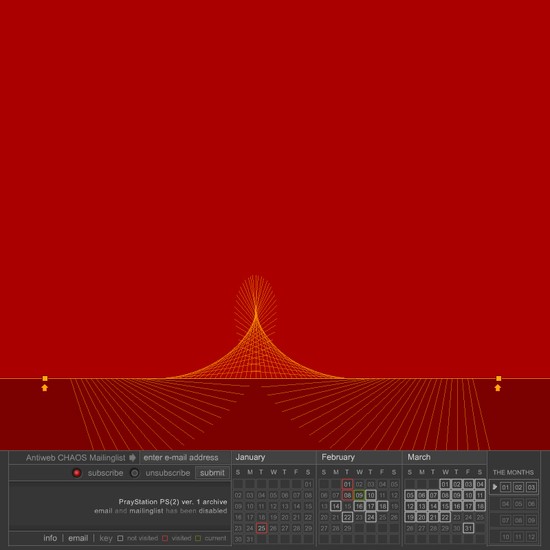 Antiweb CHAOS Mailinglist enter e-mail address
subscribe unsubscribe submit
PrayStation PS(2) ver. 1 archive
email and mailinglist has been disabled
info | email | key not visited visited current
January
S M T W T F S
01
02 03 04 05 06 07 08
09 10 11 12 13 14 15
16 17 18 19 20 21 22
23 24 25 26 27 28 29
30 31
February
S M T W T F S
01 02 03 04 05
06 07 08 09 10 11 12
13 14 15 16 17 18 19
20 21 22 23 24 25 26
27 28 29
March
S M T W T F S
01 02 03 04
05 06 07 08 09 10 11
12 13 14 15 16 17 18
19 20 21 22 23 24 25
26 27 28 29 30 31
THE MONTHS
01 02 03
04 05 06
07 08 09
10 11 12